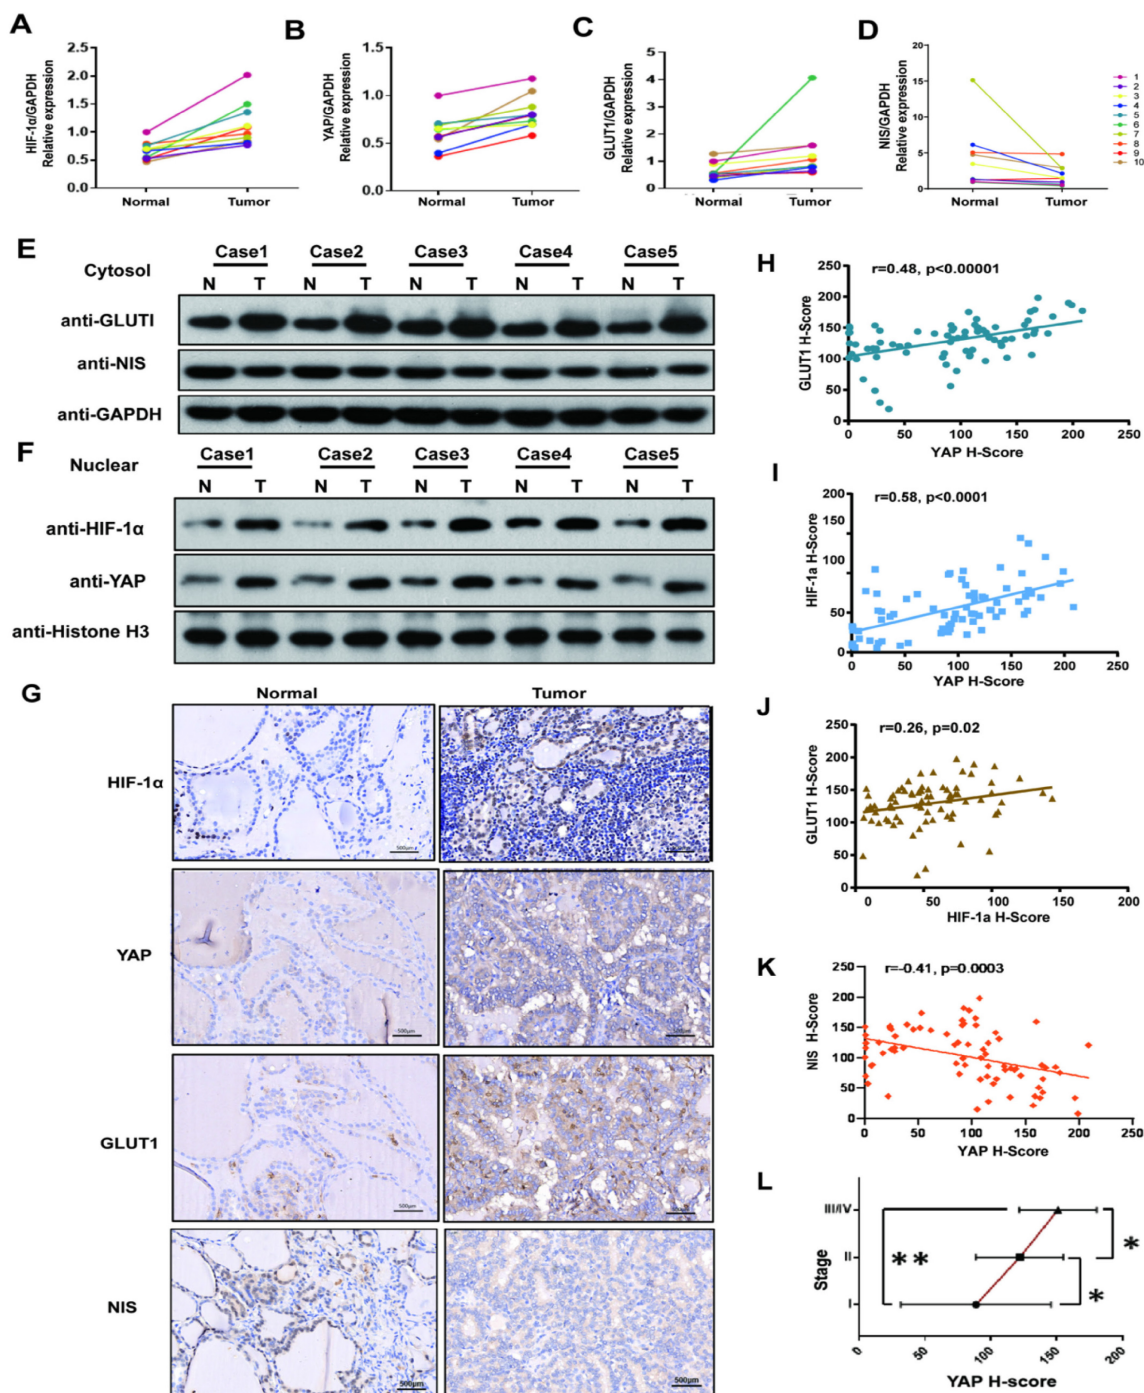 A
HIF-1α/GAPDH
Relative expression
2.5
2.0
1.5
1.0
0.5
0.0
Normal Tumor
B
YAP/GAPDH
Relative expression
1.5
1.0
0.5
0.0
Normal Tumor
C
GLUT1/GAPDH
Relative expression
5
4
3
2
1
0
D
NIS/GAPDH
Relative expression
20
15
10
5
0
Normal Tumor
1
2
3
4
5
6
7
8
9
10
E
Cytosol
Case1 Case2 Case3 Case4 Case5
N T N T N T N T N T
anti-GLUTI
anti-NIS
anti-GAPDH
F
Nuclear
Case1 Case2 Case3 Case4 Case5
N T N T N T N T N T
anti-HIF-1α
anti-YAP
anti-Histone H3
G
Normal Tumor
HIF-1α
500µm
YAP
500µm
GLUT1
500µm
NIS
500µm 500µm
H
r=0.48, p<0.00001
GLUT1 H-Score
250
200
150
100
50
0
0 50 100 150 200 250
YAP H-Score
I
r=0.58, p<0.0001
HIF-1a H-Score
200
150
100
50
0
0 50 100 150 200 250
YAP H-Score
J
r=0.26, p=0.02
GLUT1 H-Score
250
200
150
100
50
0
0 50 100 150 200
HIF-1a H-Score
K
r=-0.41, p=0.0003
NIS H-Score
250
200
150
100
50
0
0 50 100 150 200 250
YAP H-Score
L
Stage
III/IV
II
I
**
*
*
0 50 100 150 200
YAP H-score